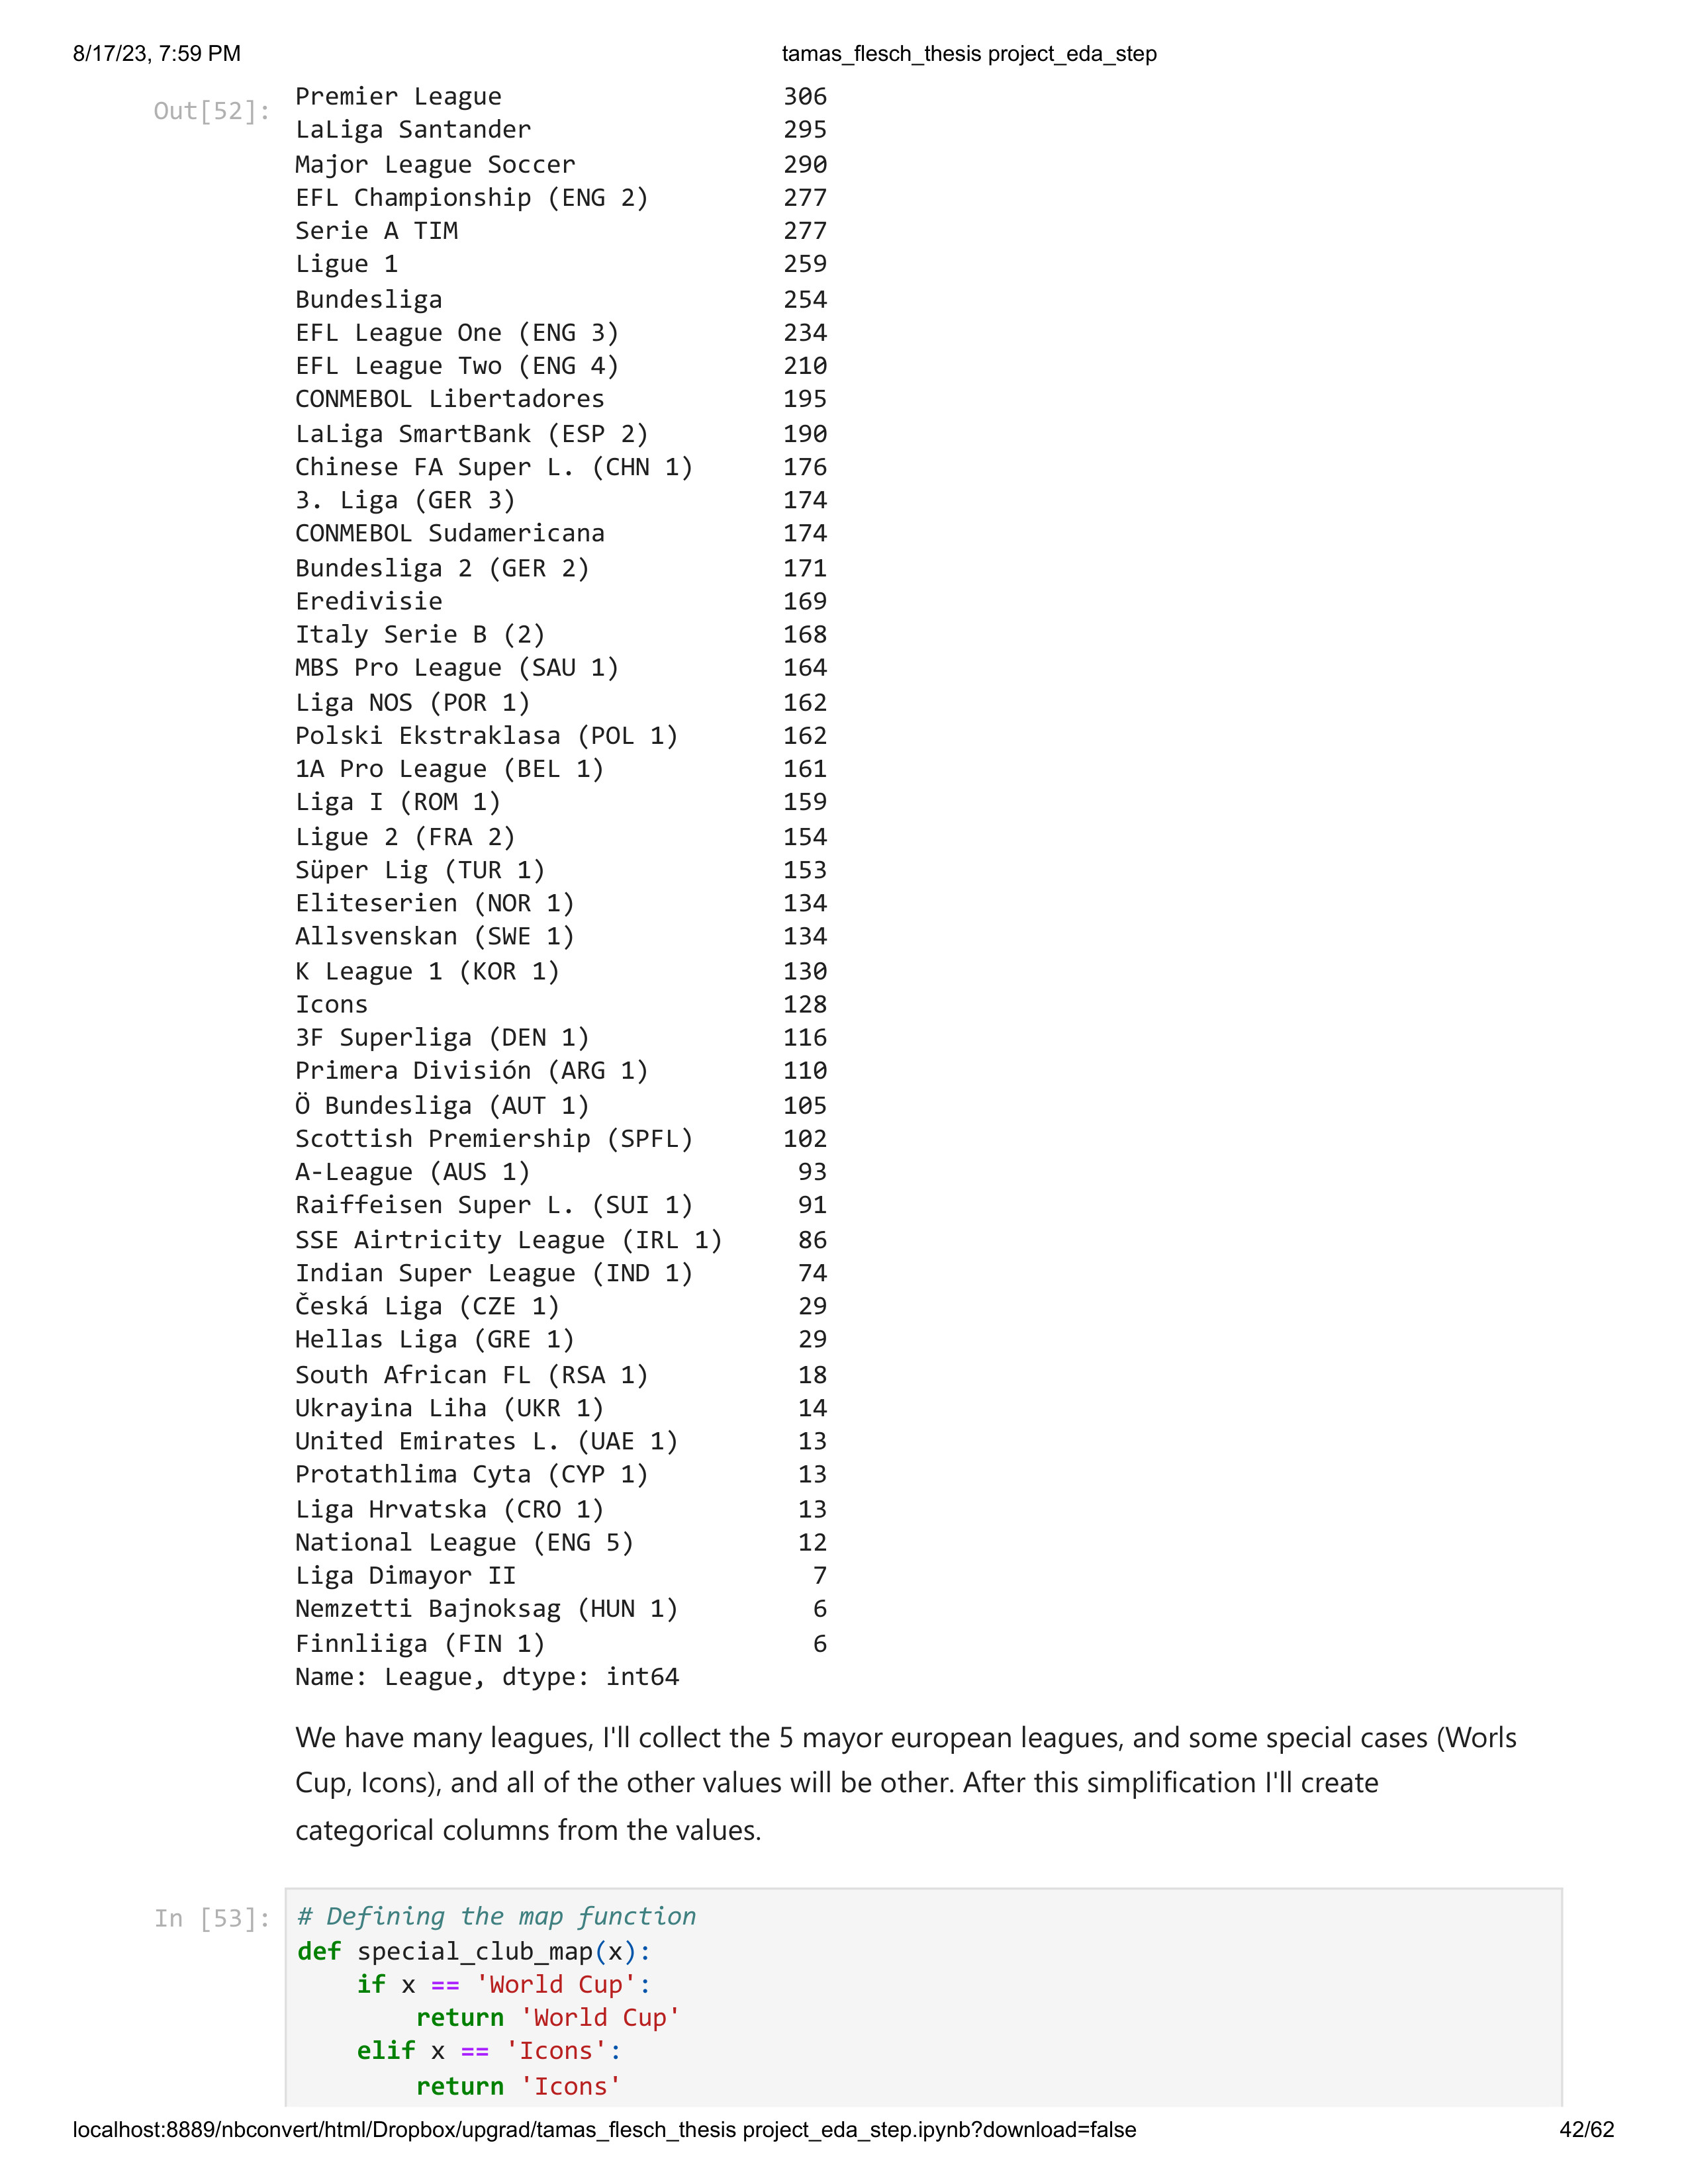 8/17/23, 7:59 PM tamas_flesch_thesis project_eda_step
Out[52]: Premier League 306
LaLiga Santander 295
Major League Soccer 290
EFL Championship (ENG 2) 277
Serie A TIM 277
Ligue 1 259
Bundesliga 254
EFL League One (ENG 3) 234
EFL League Two (ENG 4) 210
CONMEBOL Libertadores 195
LaLiga SmartBank (ESP 2) 190
Chinese FA Super L. (CHN 1) 176
3. Liga (GER 3) 174
CONMEBOL Sudamericana 174
Bundesliga 2 (GER 2) 171
Eredivisie 169
Italy Serie B (2) 168
MBS Pro League (SAU 1) 164
Liga NOS (POR 1) 162
Polski Ekstraklasa (POL 1) 162
1A Pro League (BEL 1) 161
Liga I (ROM 1) 159
Ligue 2 (FRA 2) 154
Süper Lig (TUR 1) 153
Eliteserien (NOR 1) 134
Allsvenskan (SWE 1) 134
K League 1 (KOR 1) 130
Icons 128
3F Superliga (DEN 1) 116
Primera División (ARG 1) 110
Ö Bundesliga (AUT 1) 105
Scottish Premiership (SPFL) 102
A-League (AUS 1) 93
Raiffeisen Super L. (SUI 1) 91
SSE Airtricity League (IRL 1) 86
Indian Super League (IND 1) 74
Česká Liga (CZE 1) 29
Hellas Liga (GRE 1) 29
South African FL (RSA 1) 18
Ukrayina Liha (UKR 1) 14
United Emirates L. (UAE 1) 13
Protathlima Cyta (CYP 1) 13
Liga Hrvatska (CRO 1) 13
National League (ENG 5) 12
Liga Dimayor II 7
Nemzetti Bajnoksag (HUN 1) 6
Finnliiga (FIN 1) 6
Name: League, dtype: int64
We have many leagues, I'll collect the 5 mayor european leagues, and some special cases (Worls
Cup, Icons), and all of the other values will be other. After this simplification I'll create
categorical columns from the values.
In [53]: # Defining the map function
def special_club_map(x):
    if x == 'World Cup':
        return 'World Cup'
    elif x == 'Icons':
        return 'Icons'
localhost:8889/nbconvert/html/Dropbox/upgrad/tamas_flesch_thesis project_eda_step.ipynb?download=false 42/62